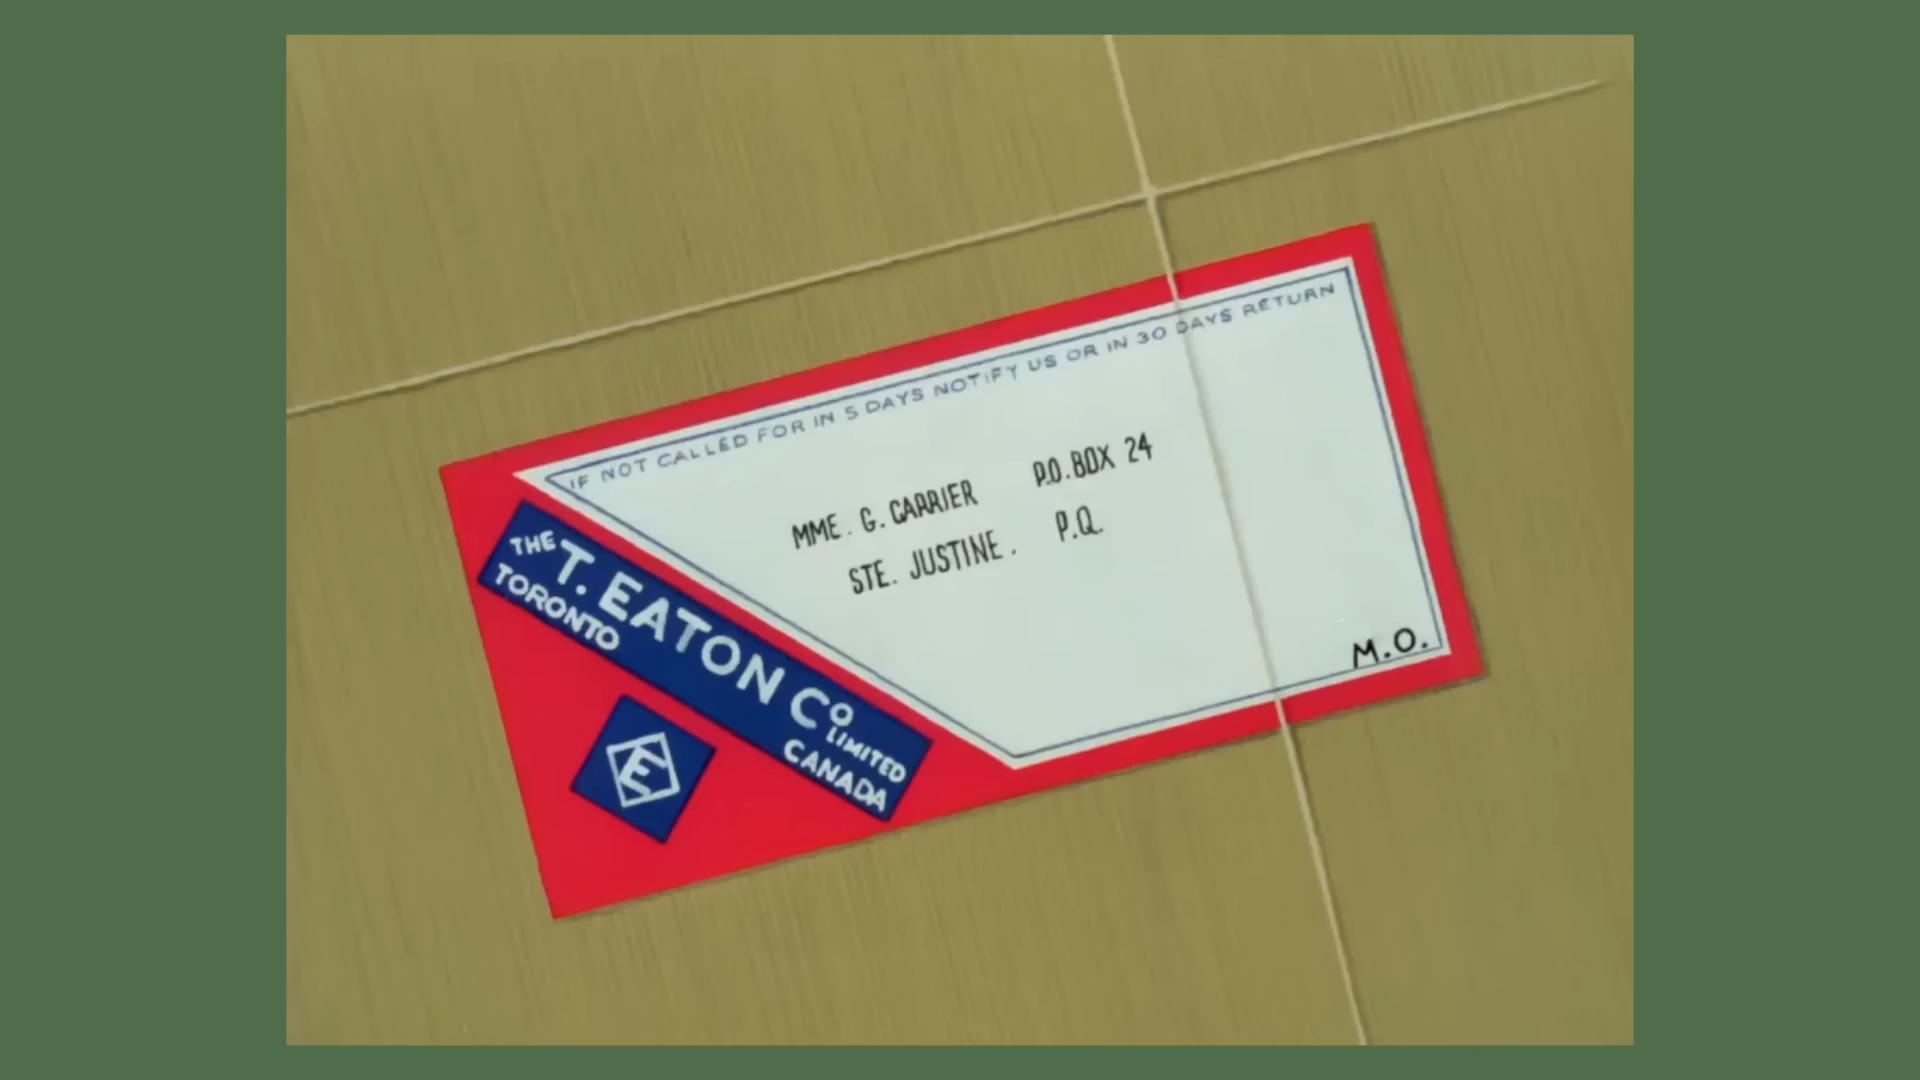 IF NOT CALLED FOR IN 5 DAYS NOTIFY US OR IN 30 DAYS RETURN
MME. G. CARRIER P.O. BOX 24
STE. JUSTINE. P.Q.
M.O.
THE T. EATON Co LIMITED
TORONTO CANADA
E